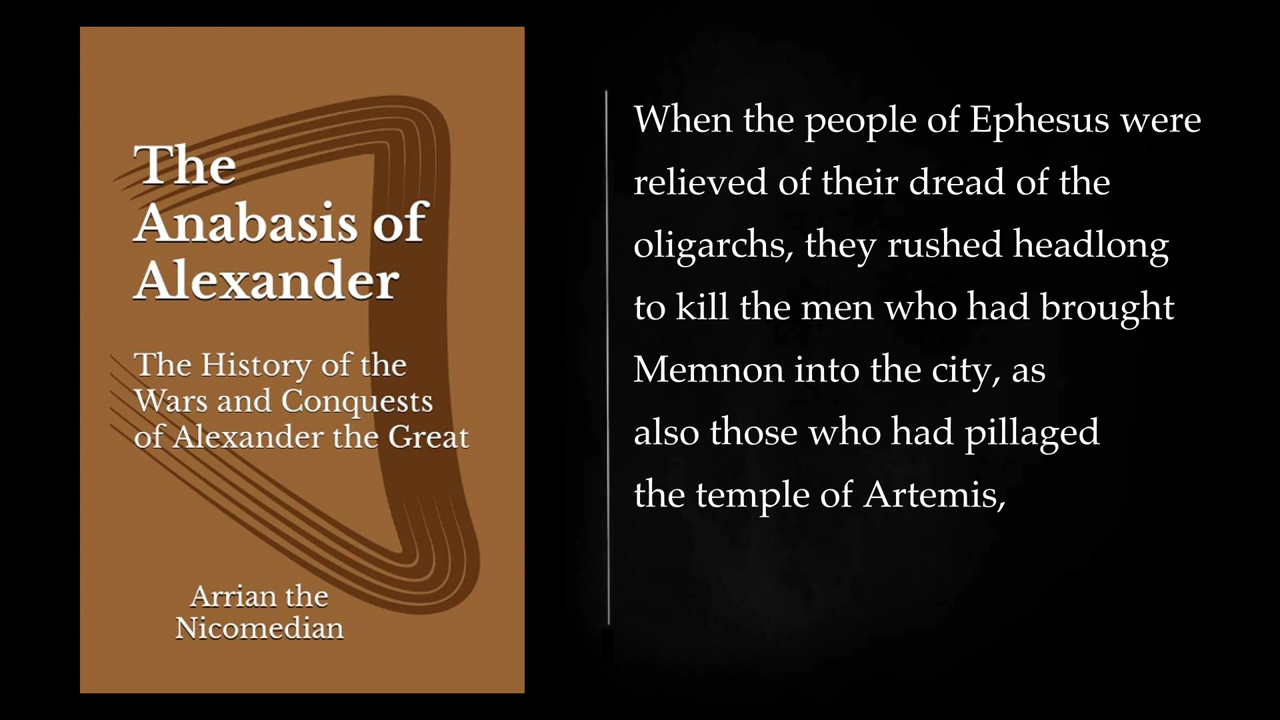 The
Anabasis of
Alexander
The History of the
Wars and Conquests
of Alexander the Great
Arrian the
Nicomedian
When the people of Ephesus were
relieved of their dread of the
oligarchs, they rushed headlong
to kill the men who had brought
Memnon into the city, as
also those who had pillaged
the temple of Artemis,